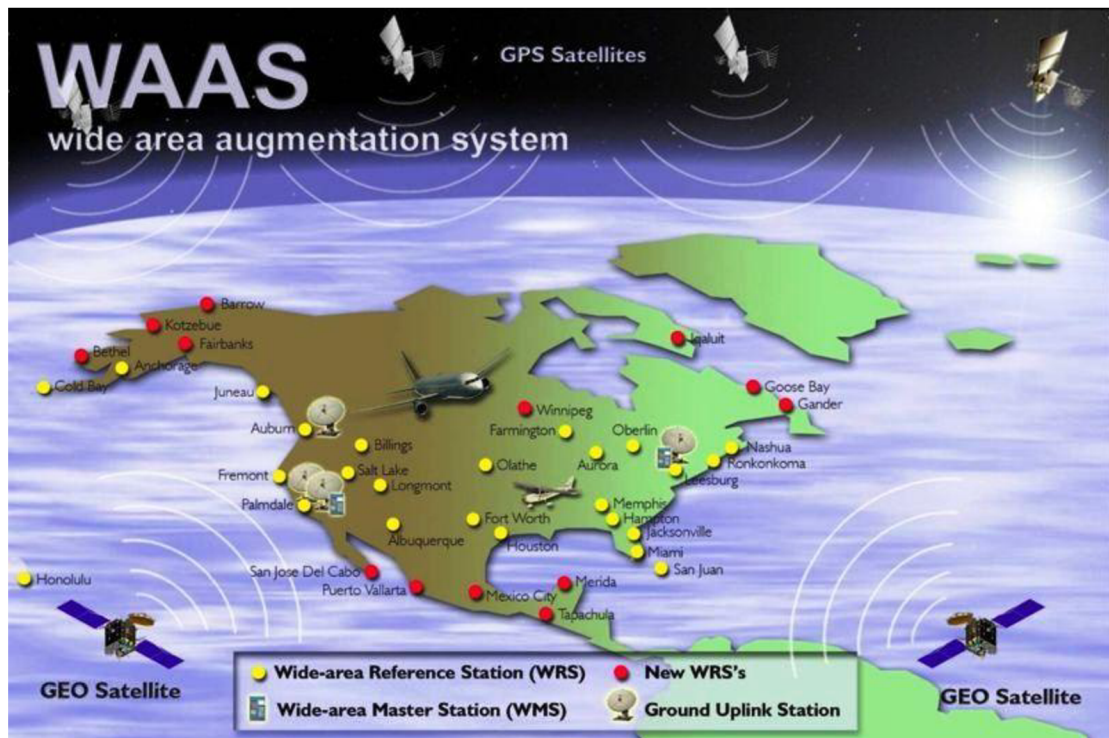 WAAS
wide area augmentation system
GPS Satellites
Barrow
Kotzebue
Fairbanks
Bethel
Anchorage
Cold Bay
Juneau
Iqaluit
Goose Bay
Gander
Winnipeg
Auburn
Farmington
Oberlin
Billings
Nashua
Aurora
Ronkonkoma
Olathe
Salt Lake
Fremont
Longmont
Leesburg
Palmdale
Memphis
Fort Worth
Hampton
Albuquerque
Houston
Jacksonville
Miami
San Juan
San Jose Del Cabo
Honolulu
Puerto Vallarta
Merida
Mexico City
Tapachula
GEO Satellite
GEO Satellite
Wide-area Reference Station (WRS)
New WRS's
Wide-area Master Station (WMS)
Ground Uplink Station